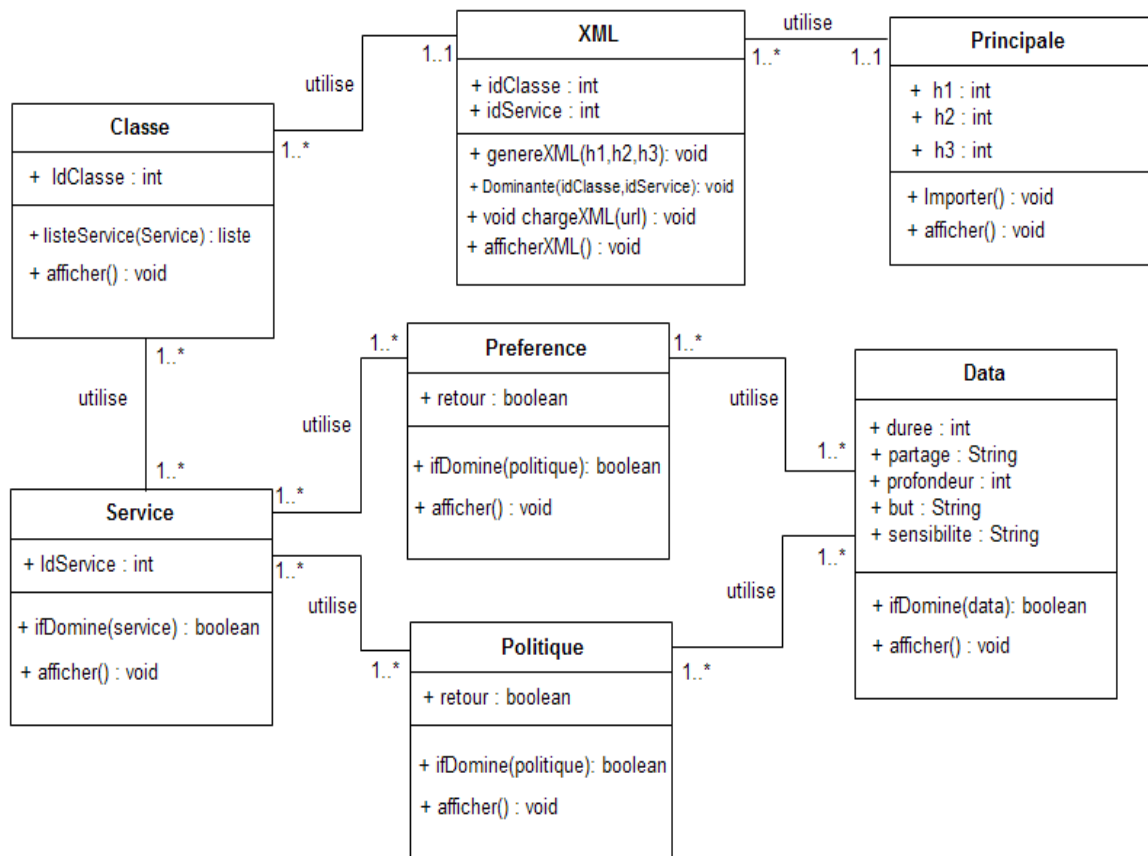 XML
+ idClasse : int
+ idService : int
+ genereXML(h1,h2,h3): void
+ Dominante(idClasse,idService): void
+ void chargeXML(url) : void
+ afficherXML() : void
utilise
1..*
1..1
Principale
+ h1 : int
+ h2 : int
+ h3 : int
+ Importer() : void
+ afficher() : void
1..1
utilise
1..*
Classe
+ IdClasse : int
+ listeService(Service) : liste
+ afficher() : void
1..*
utilise
1..*
Preference
+ retour : boolean
+ ifDomine(politique): boolean
+ afficher() : void
1..*
utilise
1..*
1..*
utilise
1..*
Data
+ duree : int
+ partage : String
+ profondeur : int
+ but : String
+ sensibilite : String
+ ifDomine(data): boolean
+ afficher() : void
Service
+ IdService : int
+ ifDomine(service) : boolean
+ afficher() : void
1..*
utilise
1..*
1..*
utilise
1..*
Politique
+ retour : boolean
+ ifDomine(politique): boolean
+ afficher() : void